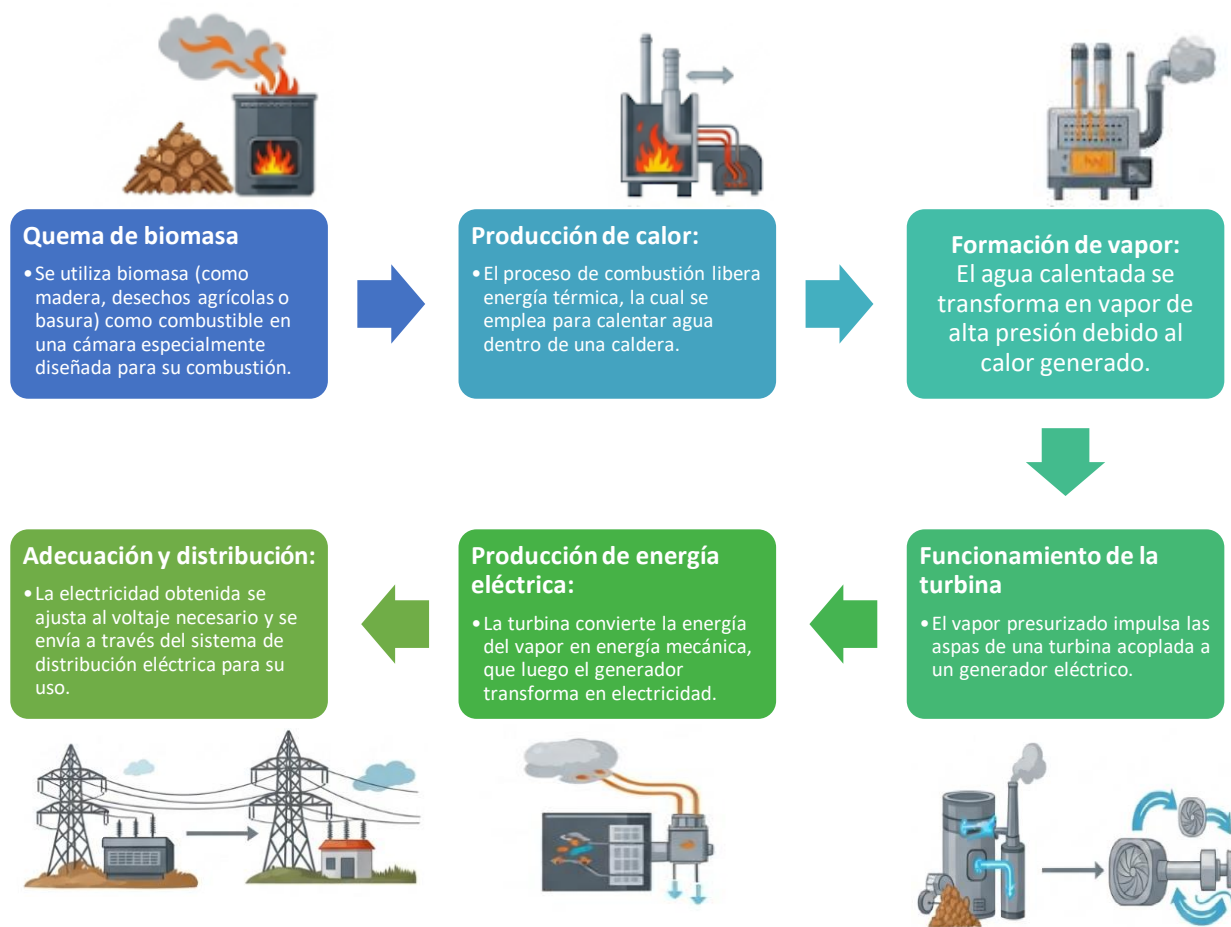 Quema de biomasa
•Se utiliza biomasa (como
madera, desechos agrícolas o
basura) como combustible en
una cámara especialmente
diseñada para su combustión.
Producción de calor:
•El proceso de combustión libera
energía térmica, la cual se
emplea para calentar agua
dentro de una caldera.
Formación de vapor:
El agua calentada se
transforma en vapor de
alta presión debido al
calor generado.
Funcionamiento de la
turbina
•El vapor presurizado impulsa las
aspas de una turbina acoplada a
un generador eléctrico.
Producción de energía
eléctrica:
•La turbina convierte la energía
del vapor en energía mecánica,
que luego el generador
transforma en electricidad.
Adecuación y distribución:
•La electricidad obtenida se
ajusta al voltaje necesario y se
envía a través del sistema de
distribución eléctrica para su
uso.